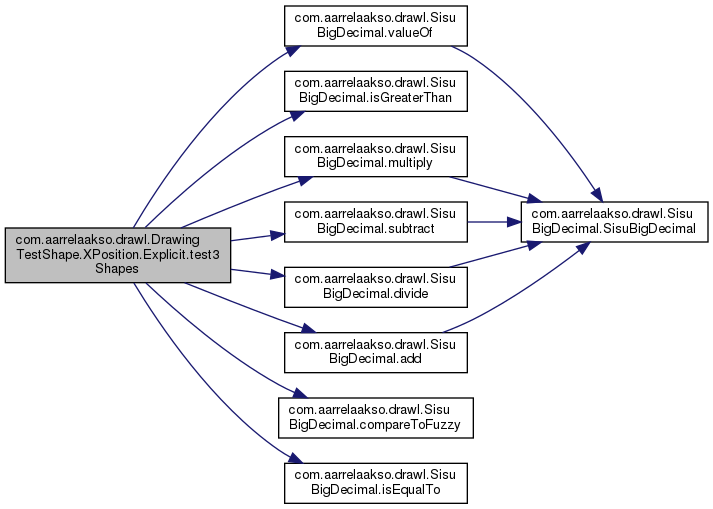 com.aarrelaakso.drawl.Sisu
BigDecimal.valueOf
com.aarrelaakso.drawl.Sisu
BigDecimal.isGreaterThan
com.aarrelaakso.drawl.Sisu
BigDecimal.multiply
com.aarrelaakso.drawl.Drawing
TestShape.XPosition.Explicit.test3
Shapes
com.aarrelaakso.drawl.Sisu
BigDecimal.subtract
com.aarrelaakso.drawl.Sisu
BigDecimal.SisuBigDecimal
com.aarrelaakso.drawl.Sisu
BigDecimal.divide
com.aarrelaakso.drawl.Sisu
BigDecimal.add
com.aarrelaakso.drawl.Sisu
BigDecimal.compareToFuzzy
com.aarrelaakso.drawl.Sisu
BigDecimal.isEqualTo